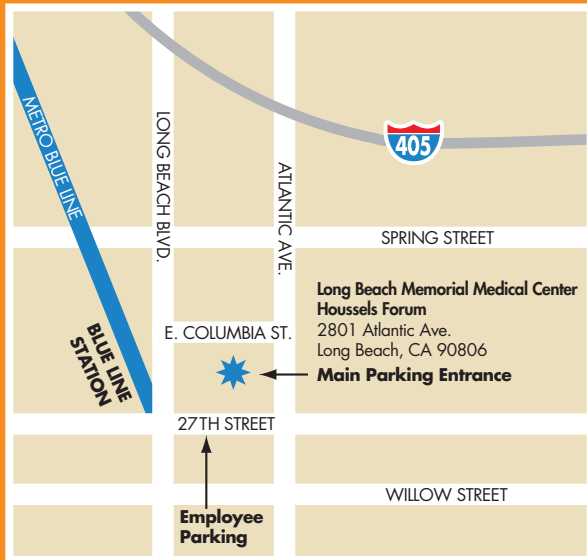 METRO BLUE LINE
LONG BEACH BLVD.
ATLANTIC AVE.
405
SPRING STREET
Long Beach Memorial Medical Center
Houssels Forum
2801 Atlantic Ave.
Long Beach, CA 90806
E. COLUMBIA ST.
Main Parking Entrance
BLUE LINE
STATION
27TH STREET
WILLOW STREET
Employee
Parking